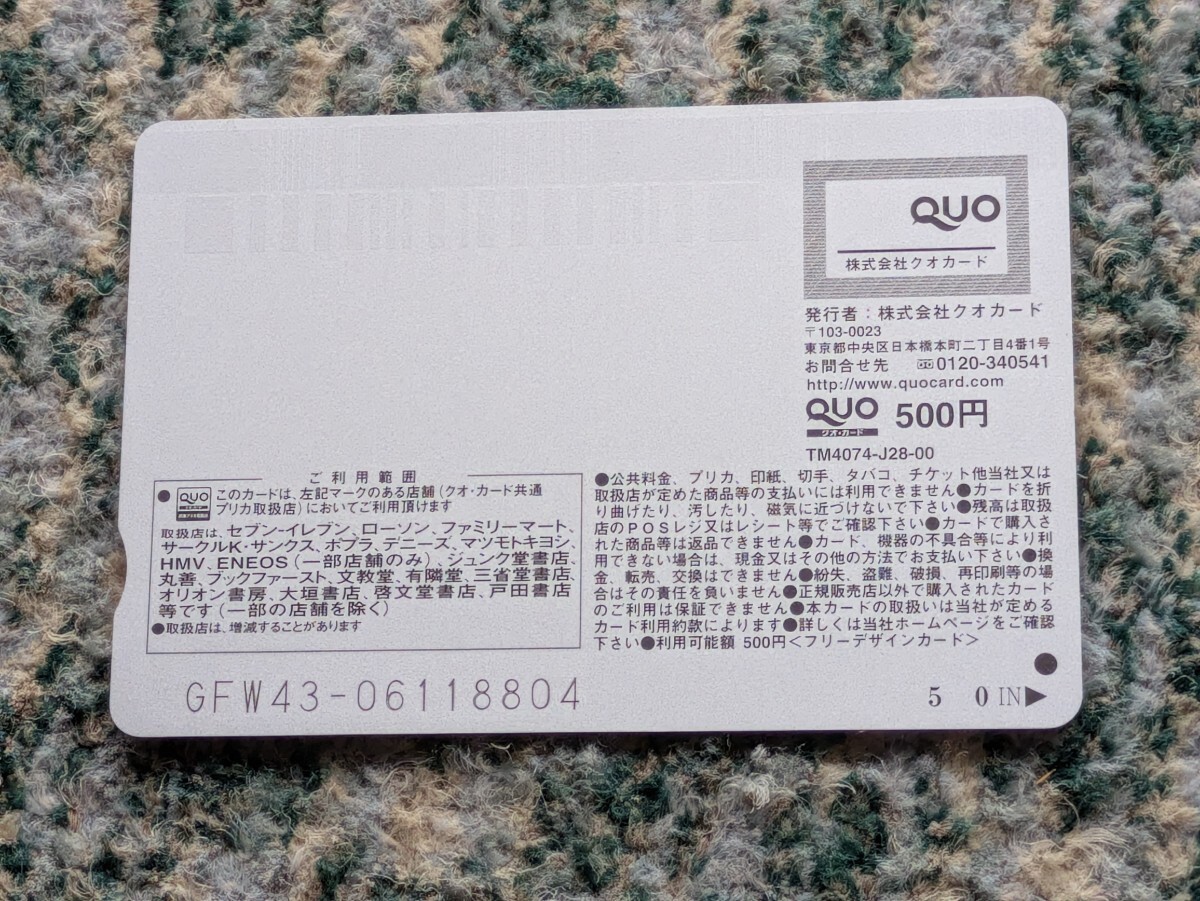 QUO
株式会社クオカード
発行者：株式会社クオカード
〒103-0023
東京都中央区日本橋本町二丁目4番1号
お問合せ先 0120-340541
http://www.quocard.com
QUO 500円
クオ・カード
TM4074-J28-00
ご利用範囲
●QUO このカードは、左記マークのある店舗（クオ・カード共通
プリカ取扱店）においてご利用頂けます
取扱店は、セブン-イレブン、ローソン、ファミリーマート、
サークルK・サンクス、ポプラ、デニーズ、マツモトキヨシ、
HMV、ENEOS（一部店舗のみ）、ジュンク堂書店、
丸善、ブックファースト、文教堂、有隣堂、三省堂書店、
オリオン書房、大垣書店、啓文堂書店、戸田書店
等です（一部の店舗を除く）
●取扱店は、増減することがあります
●公共料金、プリカ、印紙、切手、タバコ、チケット他当社又は
取扱店が定めた商品等の支払いには利用できません●カードを折
り曲げたり、汚したり、磁気に近づけないで下さい●残高は取扱
店のPOSレジ又はレシート等でご確認下さい●カードで購入さ
れた商品等は返品できません●カード、機器の不具合等により利
用できない場合は、現金又はその他の方法でお支払い下さい●換
金、転売、交換はできません●紛失、盗難、破損、再印刷等の場
合はその責任を負いません●正規販売店以外で購入されたカード
のご利用は保証できません●本カードの取扱いは当社が定める
カード利用約款によります●詳しくは当社ホームページをご確認
下さい●利用可能額 500円＜フリーデザインカード＞
GFW43-06118804
5 0 IN▶